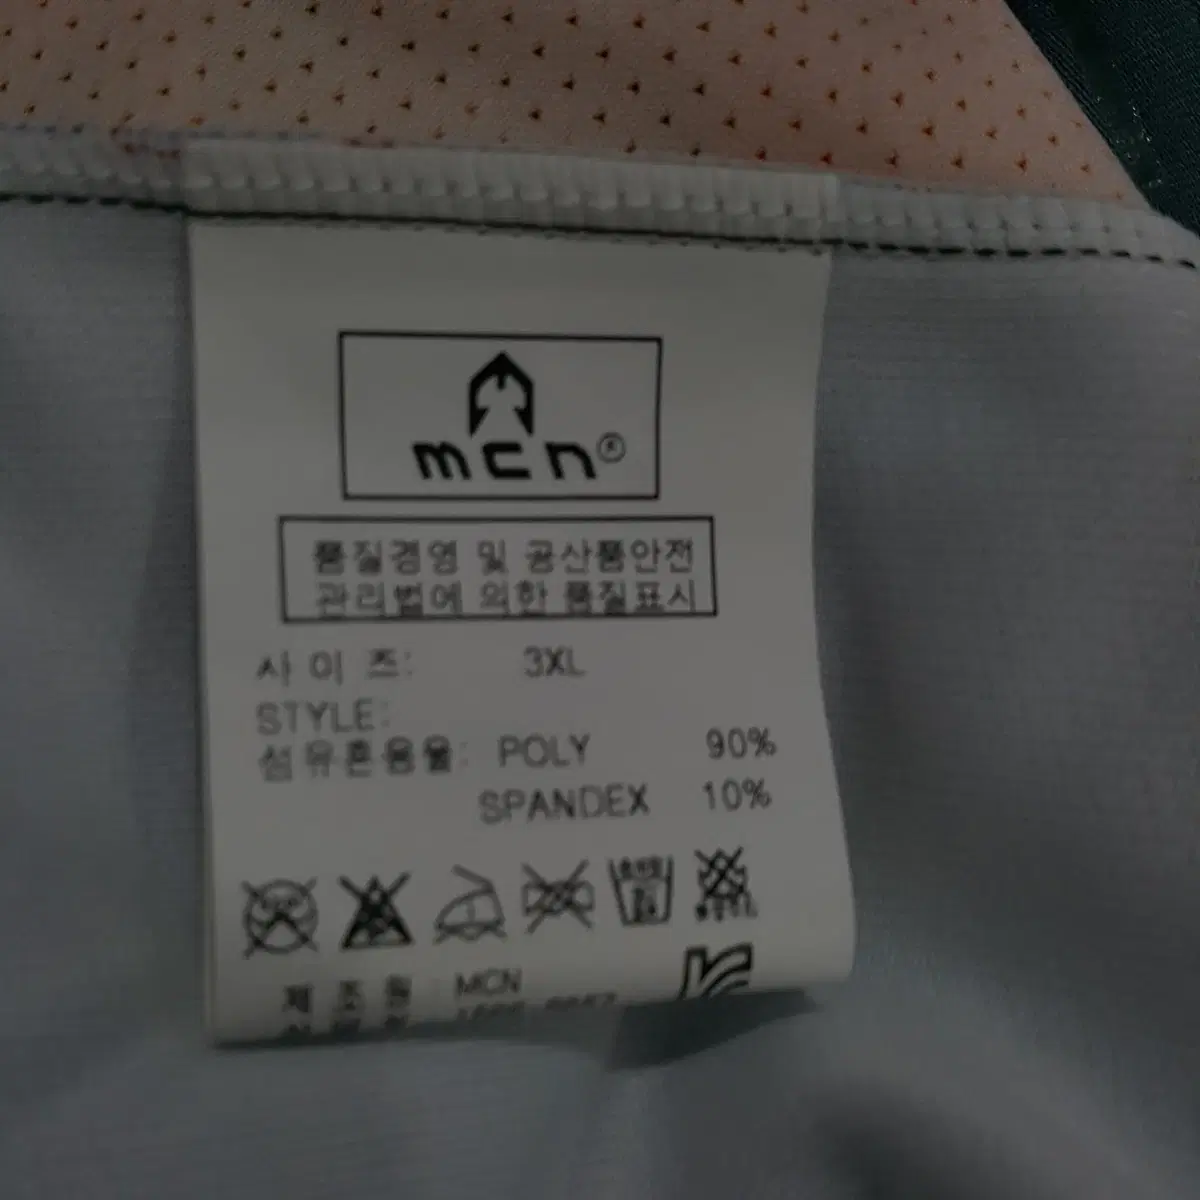 mcn®
품질경영 및 공산품안전
관리법에 의한 품질표시
사 이 즈: 3XL
STYLE:
섬유혼용율: POLY 90%
SPANDEX 10%
제 조 원 : MCN